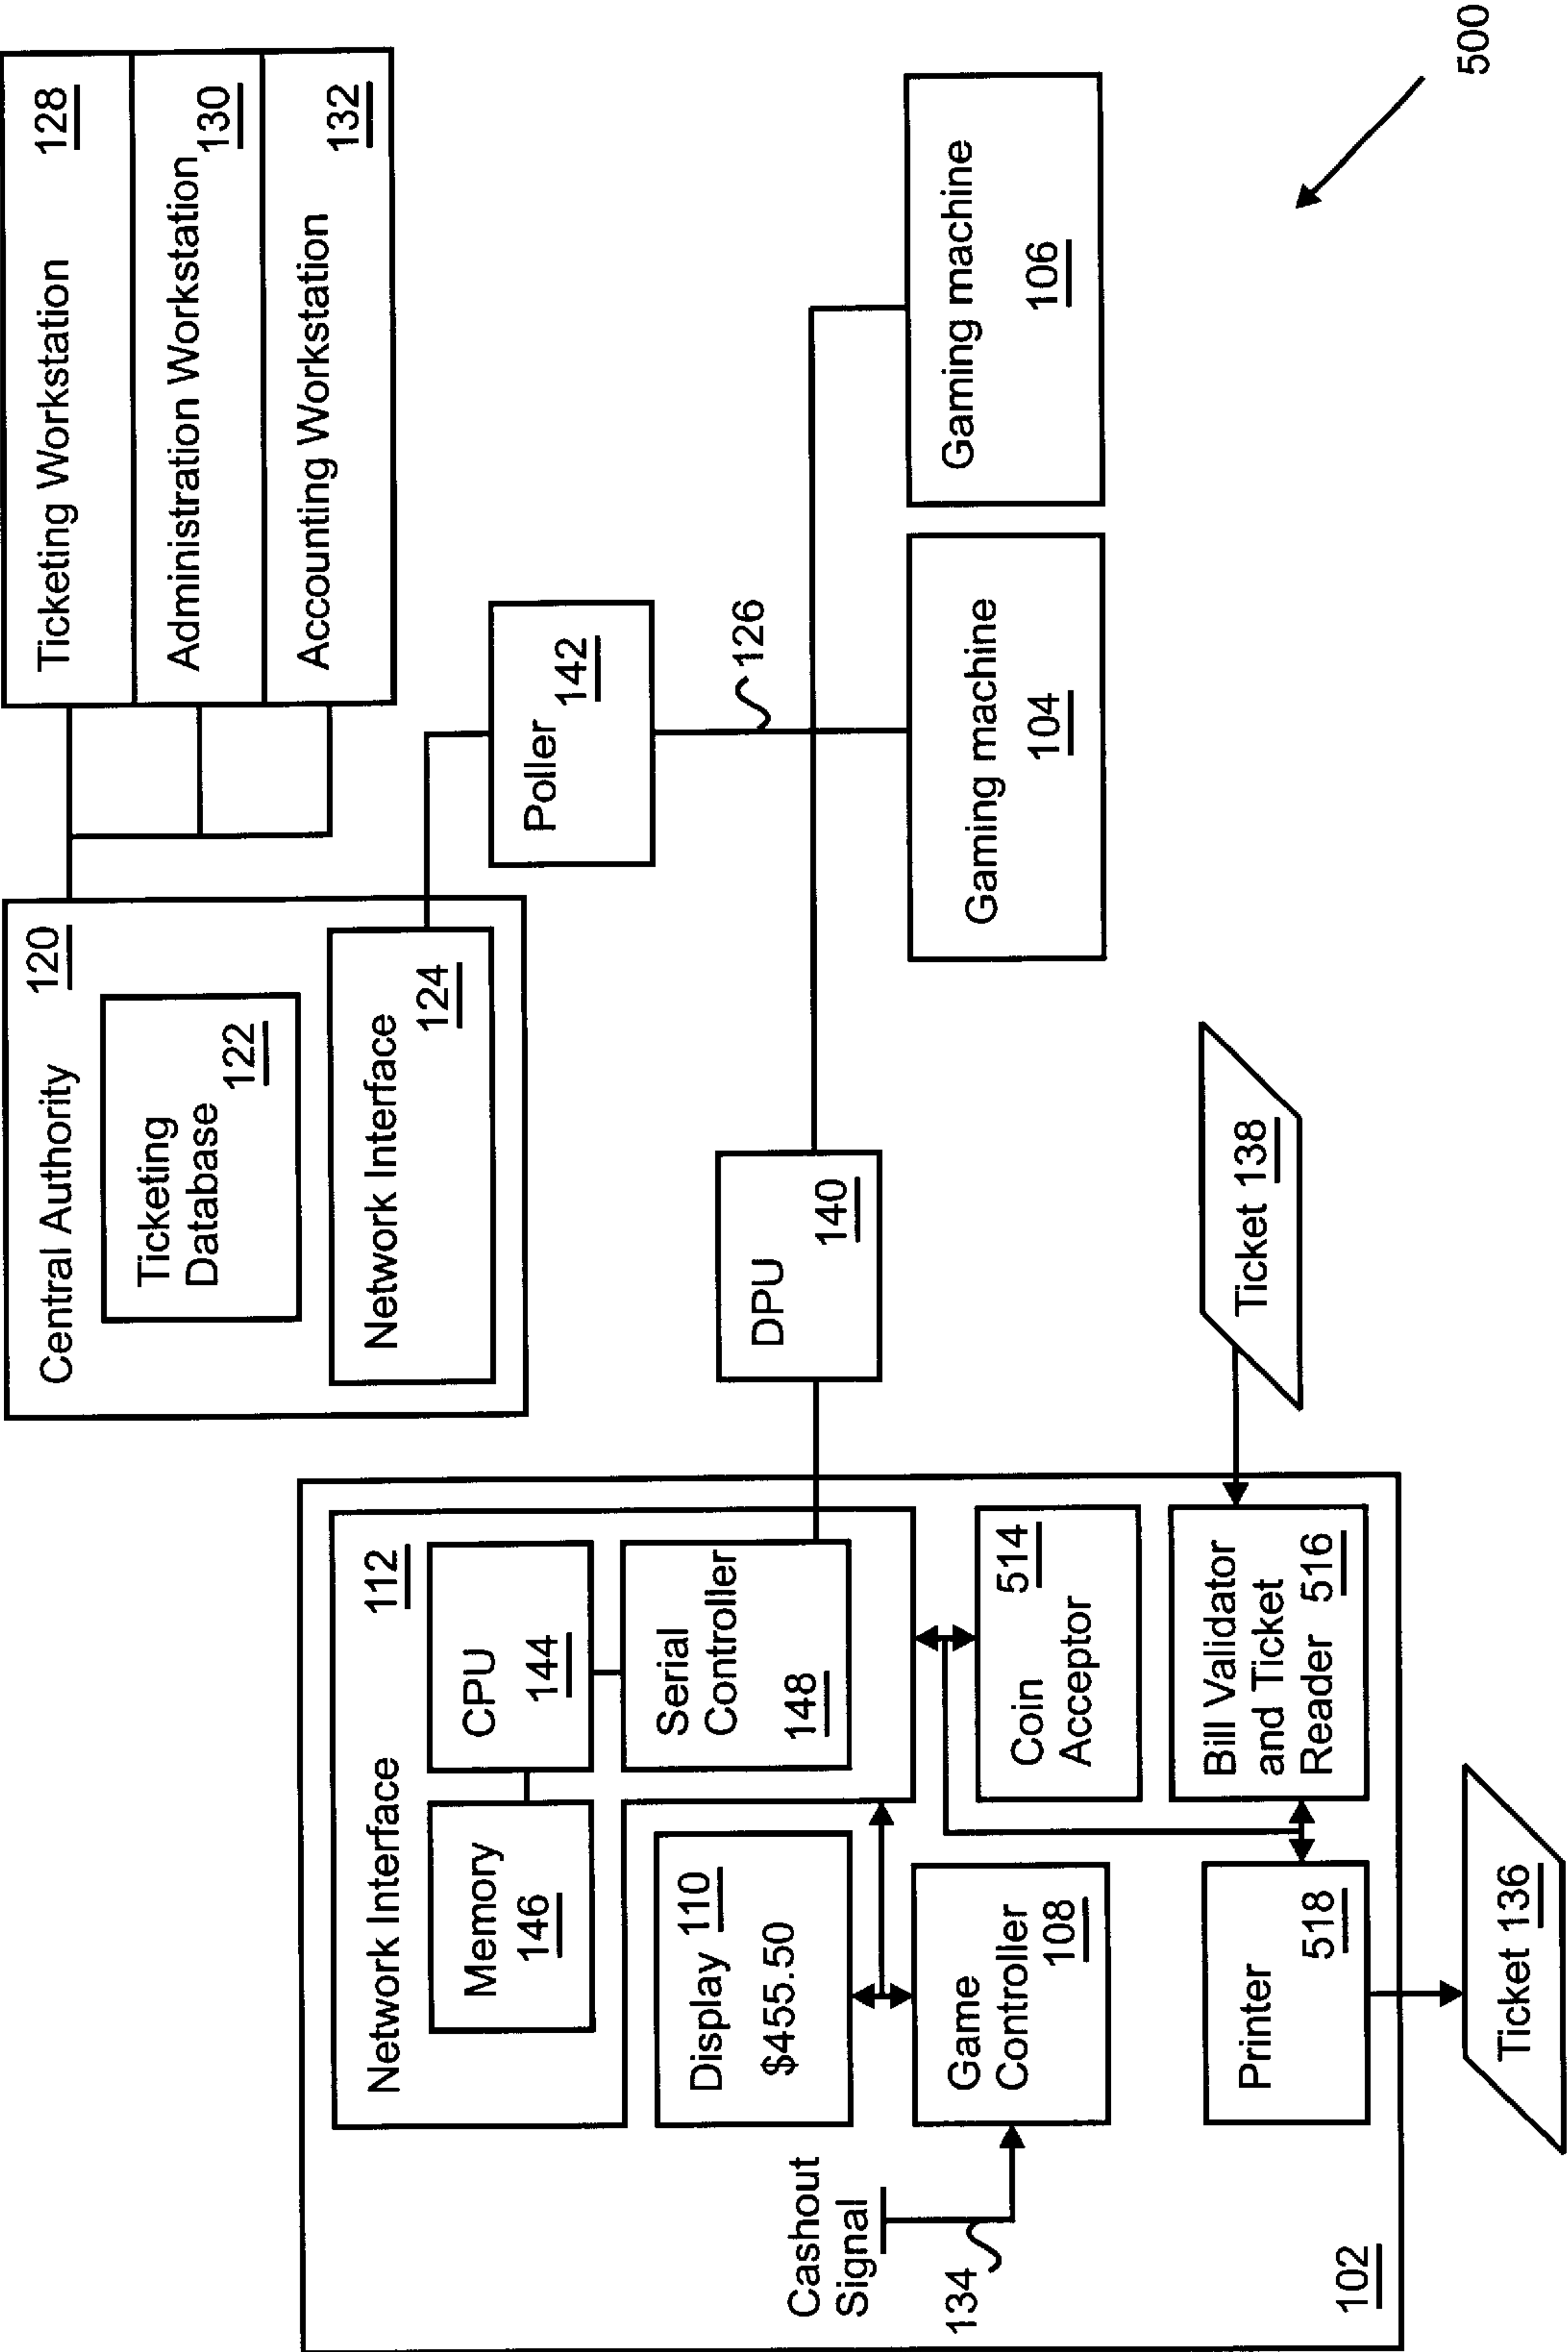 Central Authority 120
Ticketing
Database 122
Network Interface
124
Ticketing Workstation 128
Administration Workstation
130
Accounting Workstation 132
Poller
142
126
DPU
140
Gaming machine
104
Gaming machine
106
Network Interface 112
Memory
146
CPU
144
Serial
Controller
148
Display 110
$455.50
Cashout
Signal
134
Game
Controller
108
Coin
Acceptor
514
Printer
518
Bill Validator
and Ticket
Reader 516
102
Ticket 138
Ticket 136
500